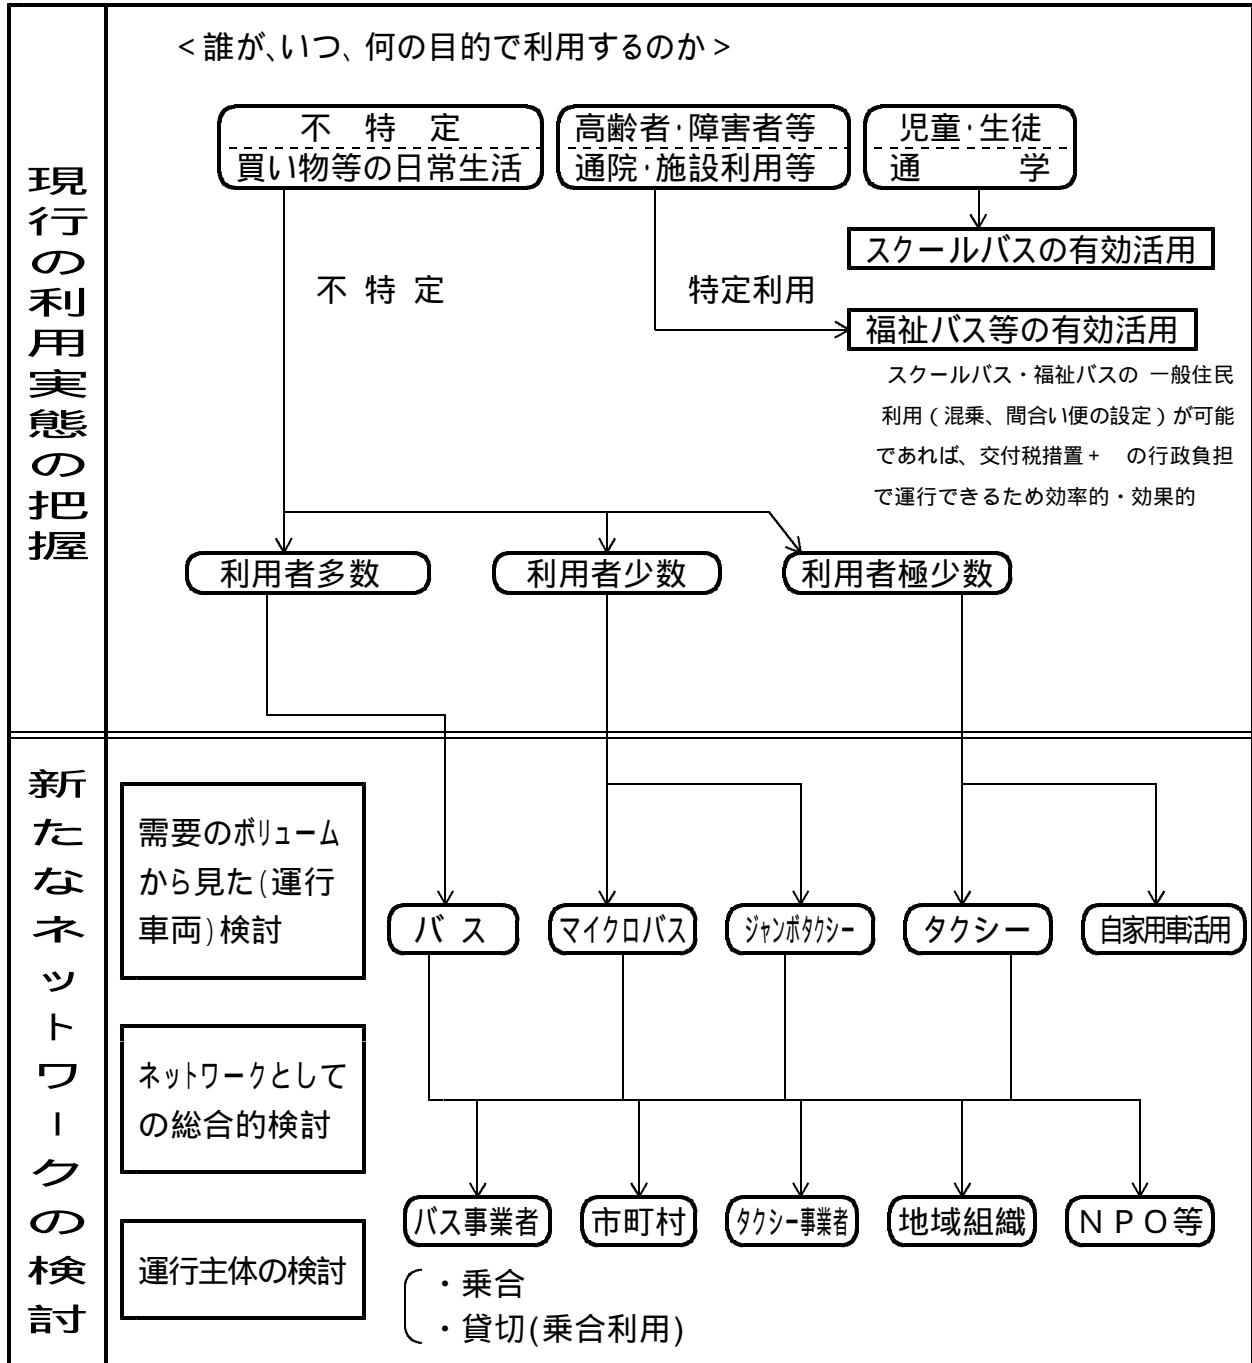 現行の利用実態の把握
<誰が、いつ、何の目的で利用するのか>
不 特 定
買い物等の日常生活
高齢者・障害者等
通院・施設利用等
児童・生徒
通 学
スクールバスの有効活用
不 特 定
特定利用
福祉バス等の有効活用
スクールバス・福祉バスの 一般住民
利用(混乗、間合い便の設定)が可能
であれば、交付税措置+ の行政負担
で運行できるため効率的・効果的
利用者多数
利用者少数
利用者極少数
新たなネットワークの検討
需要のボリューム
から見た(運行
車両)検討
バ ス
マイクロバス
ジャンボタクシー
タクシー
自家用車活用
ネットワークとして
の総合的検討
バス事業者
市町村
タクシー事業者
地域組織
NPO等
運行主体の検討
・乗合
・貸切(乗合利用)